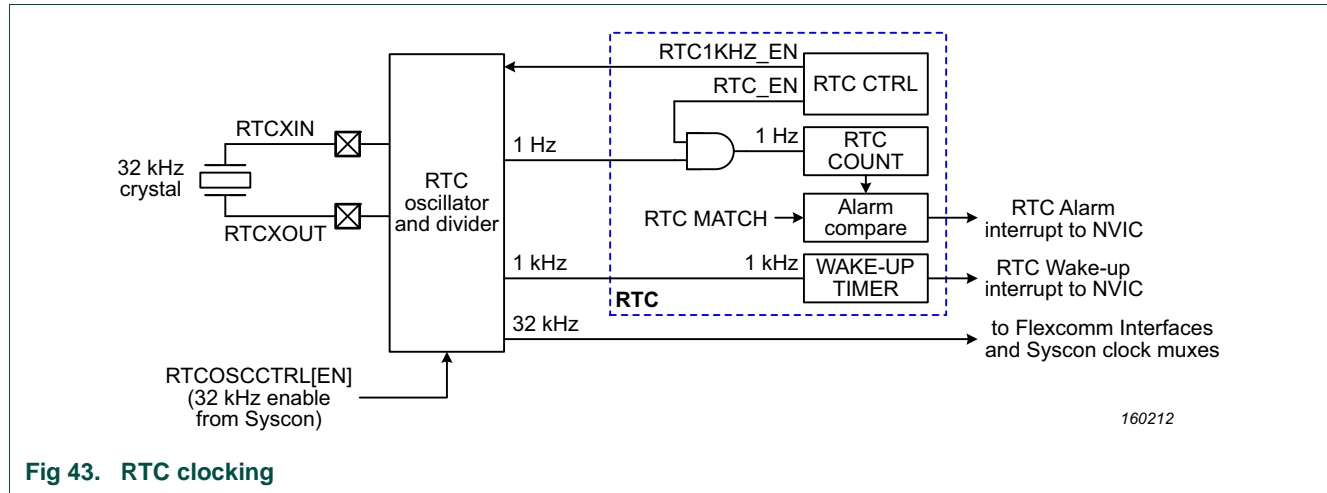 RTC1KHZ_EN
RTC_EN
RTC CTRL
RTCXIN
32 kHz
crystal
RTCXOUT
RTC
oscillator
and divider
1 Hz
1 Hz
RTC
COUNT
RTC MATCH
Alarm
compare
RTC Alarm
interrupt to NVIC
1 kHz
1 kHz
WAKE-UP
TIMER
RTC Wake-up
interrupt to NVIC
RTC
32 kHz
to Flexcomm Interfaces
and Syscon clock muxes
RTCOSCCTRL[EN]
(32 kHz enable
from Syscon)
160212
Fig 43. RTC clocking